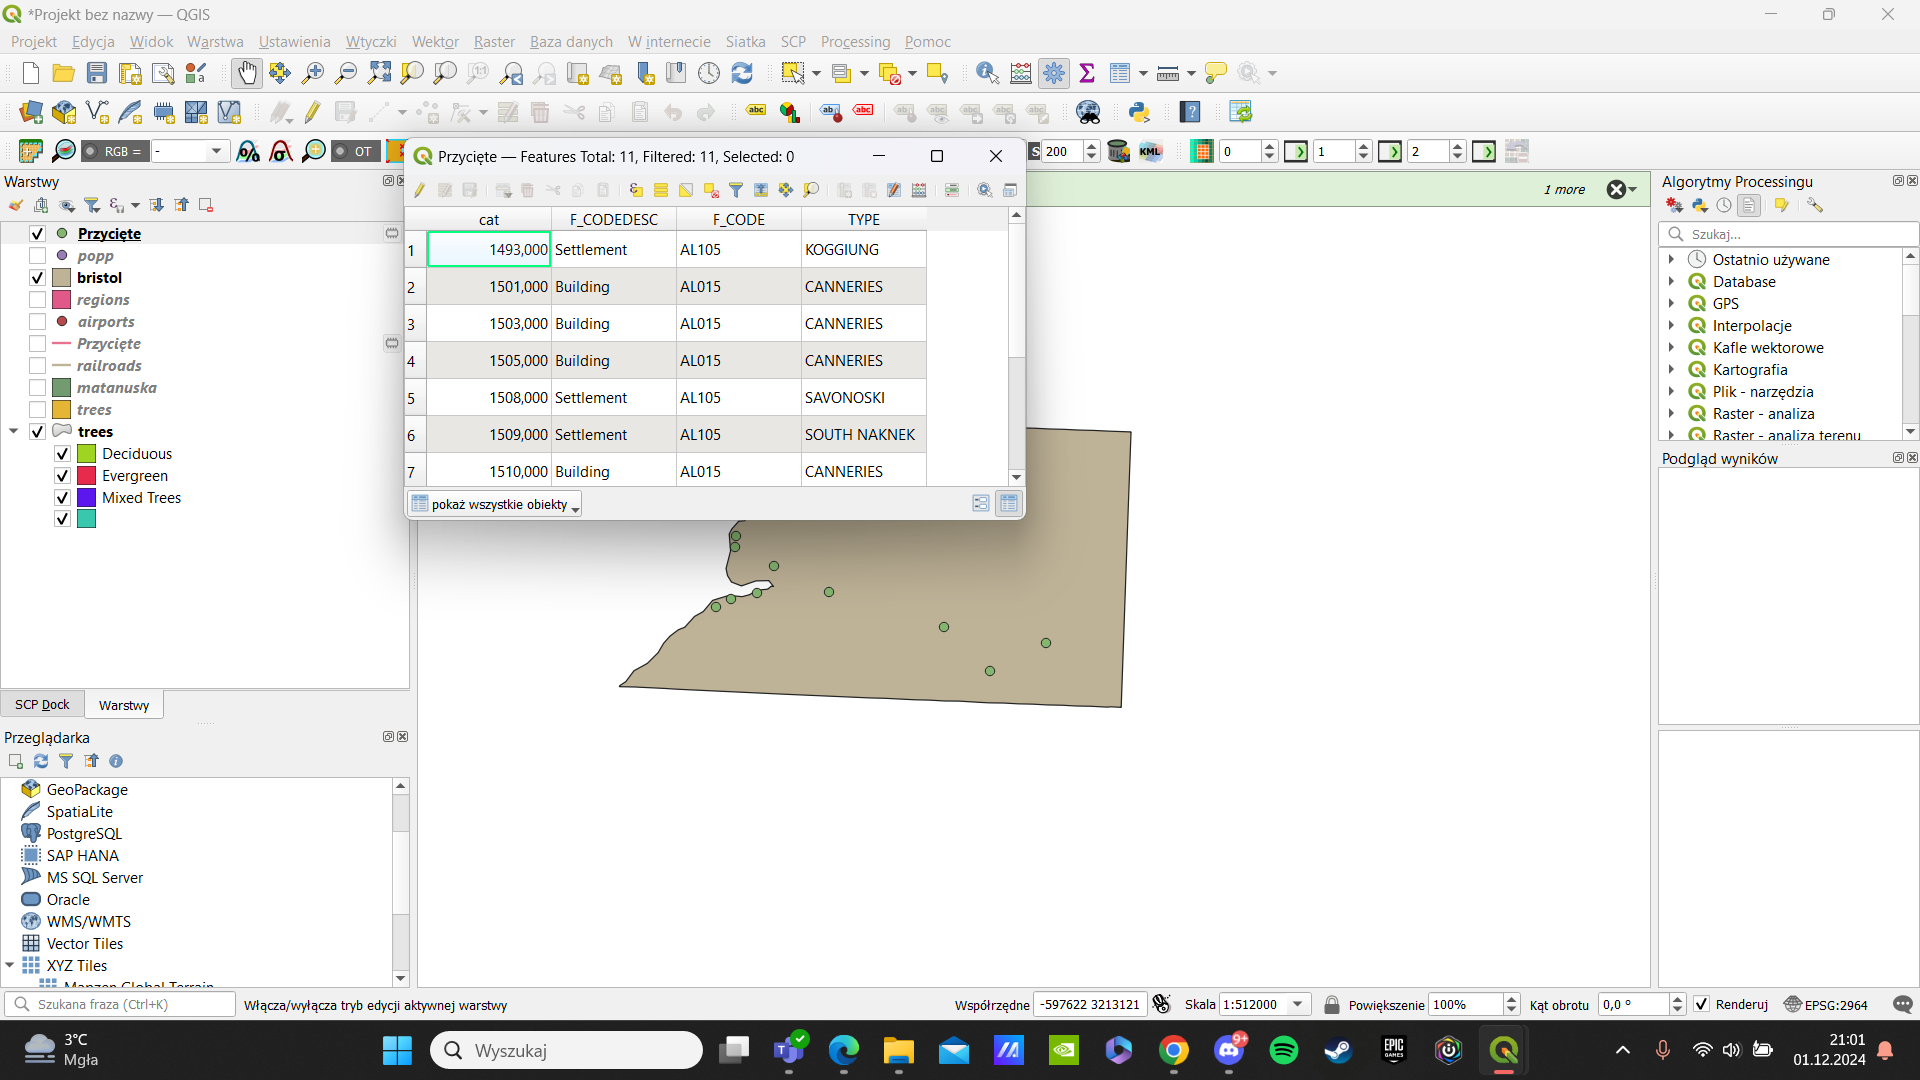 *Projekt bez nazwy — QGIS
Projekt Edycja Widok Warstwa Ustawienia Wtyczki Wektor Raster Baza danych W internecie Siatka SCP Processing Pomoc
RGB = - OT S 200 KML 0 1 2
Warstwy
Przycięte
popp
bristol
regions
airports
Przycięte
railroads
matanuska
trees
trees
Deciduous
Evergreen
Mixed Trees
SCP Dock Warstwy
Przeglądarka
GeoPackage
SpatiaLite
PostgreSQL
SAP HANA
MS SQL Server
Oracle
WMS/WMTS
Vector Tiles
XYZ Tiles
Przycięte — Features Total: 11, Filtered: 11, Selected: 0
cat F_CODEDESC F_CODE TYPE
1 1493,000 Settlement AL105 KOGGIUNG
2 1501,000 Building AL015 CANNERIES
3 1503,000 Building AL015 CANNERIES
4 1505,000 Building AL015 CANNERIES
5 1508,000 Settlement AL105 SAVONOSKI
6 1509,000 Settlement AL105 SOUTH NAKNEK
7 1510,000 Building AL015 CANNERIES
pokaż wszystkie obiekty
1 more
Algorytmy Processingu
Szukaj...
Ostatnio używane
Database
GPS
Interpolacje
Kafle wektorowe
Kartografia
Plik - narzędzia
Raster - analiza
Raster - analiza terenu
Podgląd wyników
Szukana fraza (Ctrl+K) Włącza/wyłącza tryb edycji aktywnej warstwy Współrzędne -597622 3213121 Skala 1:512000 Powiększenie 100% Kąt obrotu 0,0 ° Renderuj EPSG:2964
3°C
Mgła
Wyszukaj
9+
EPIC GAMES
21:01
01.12.2024